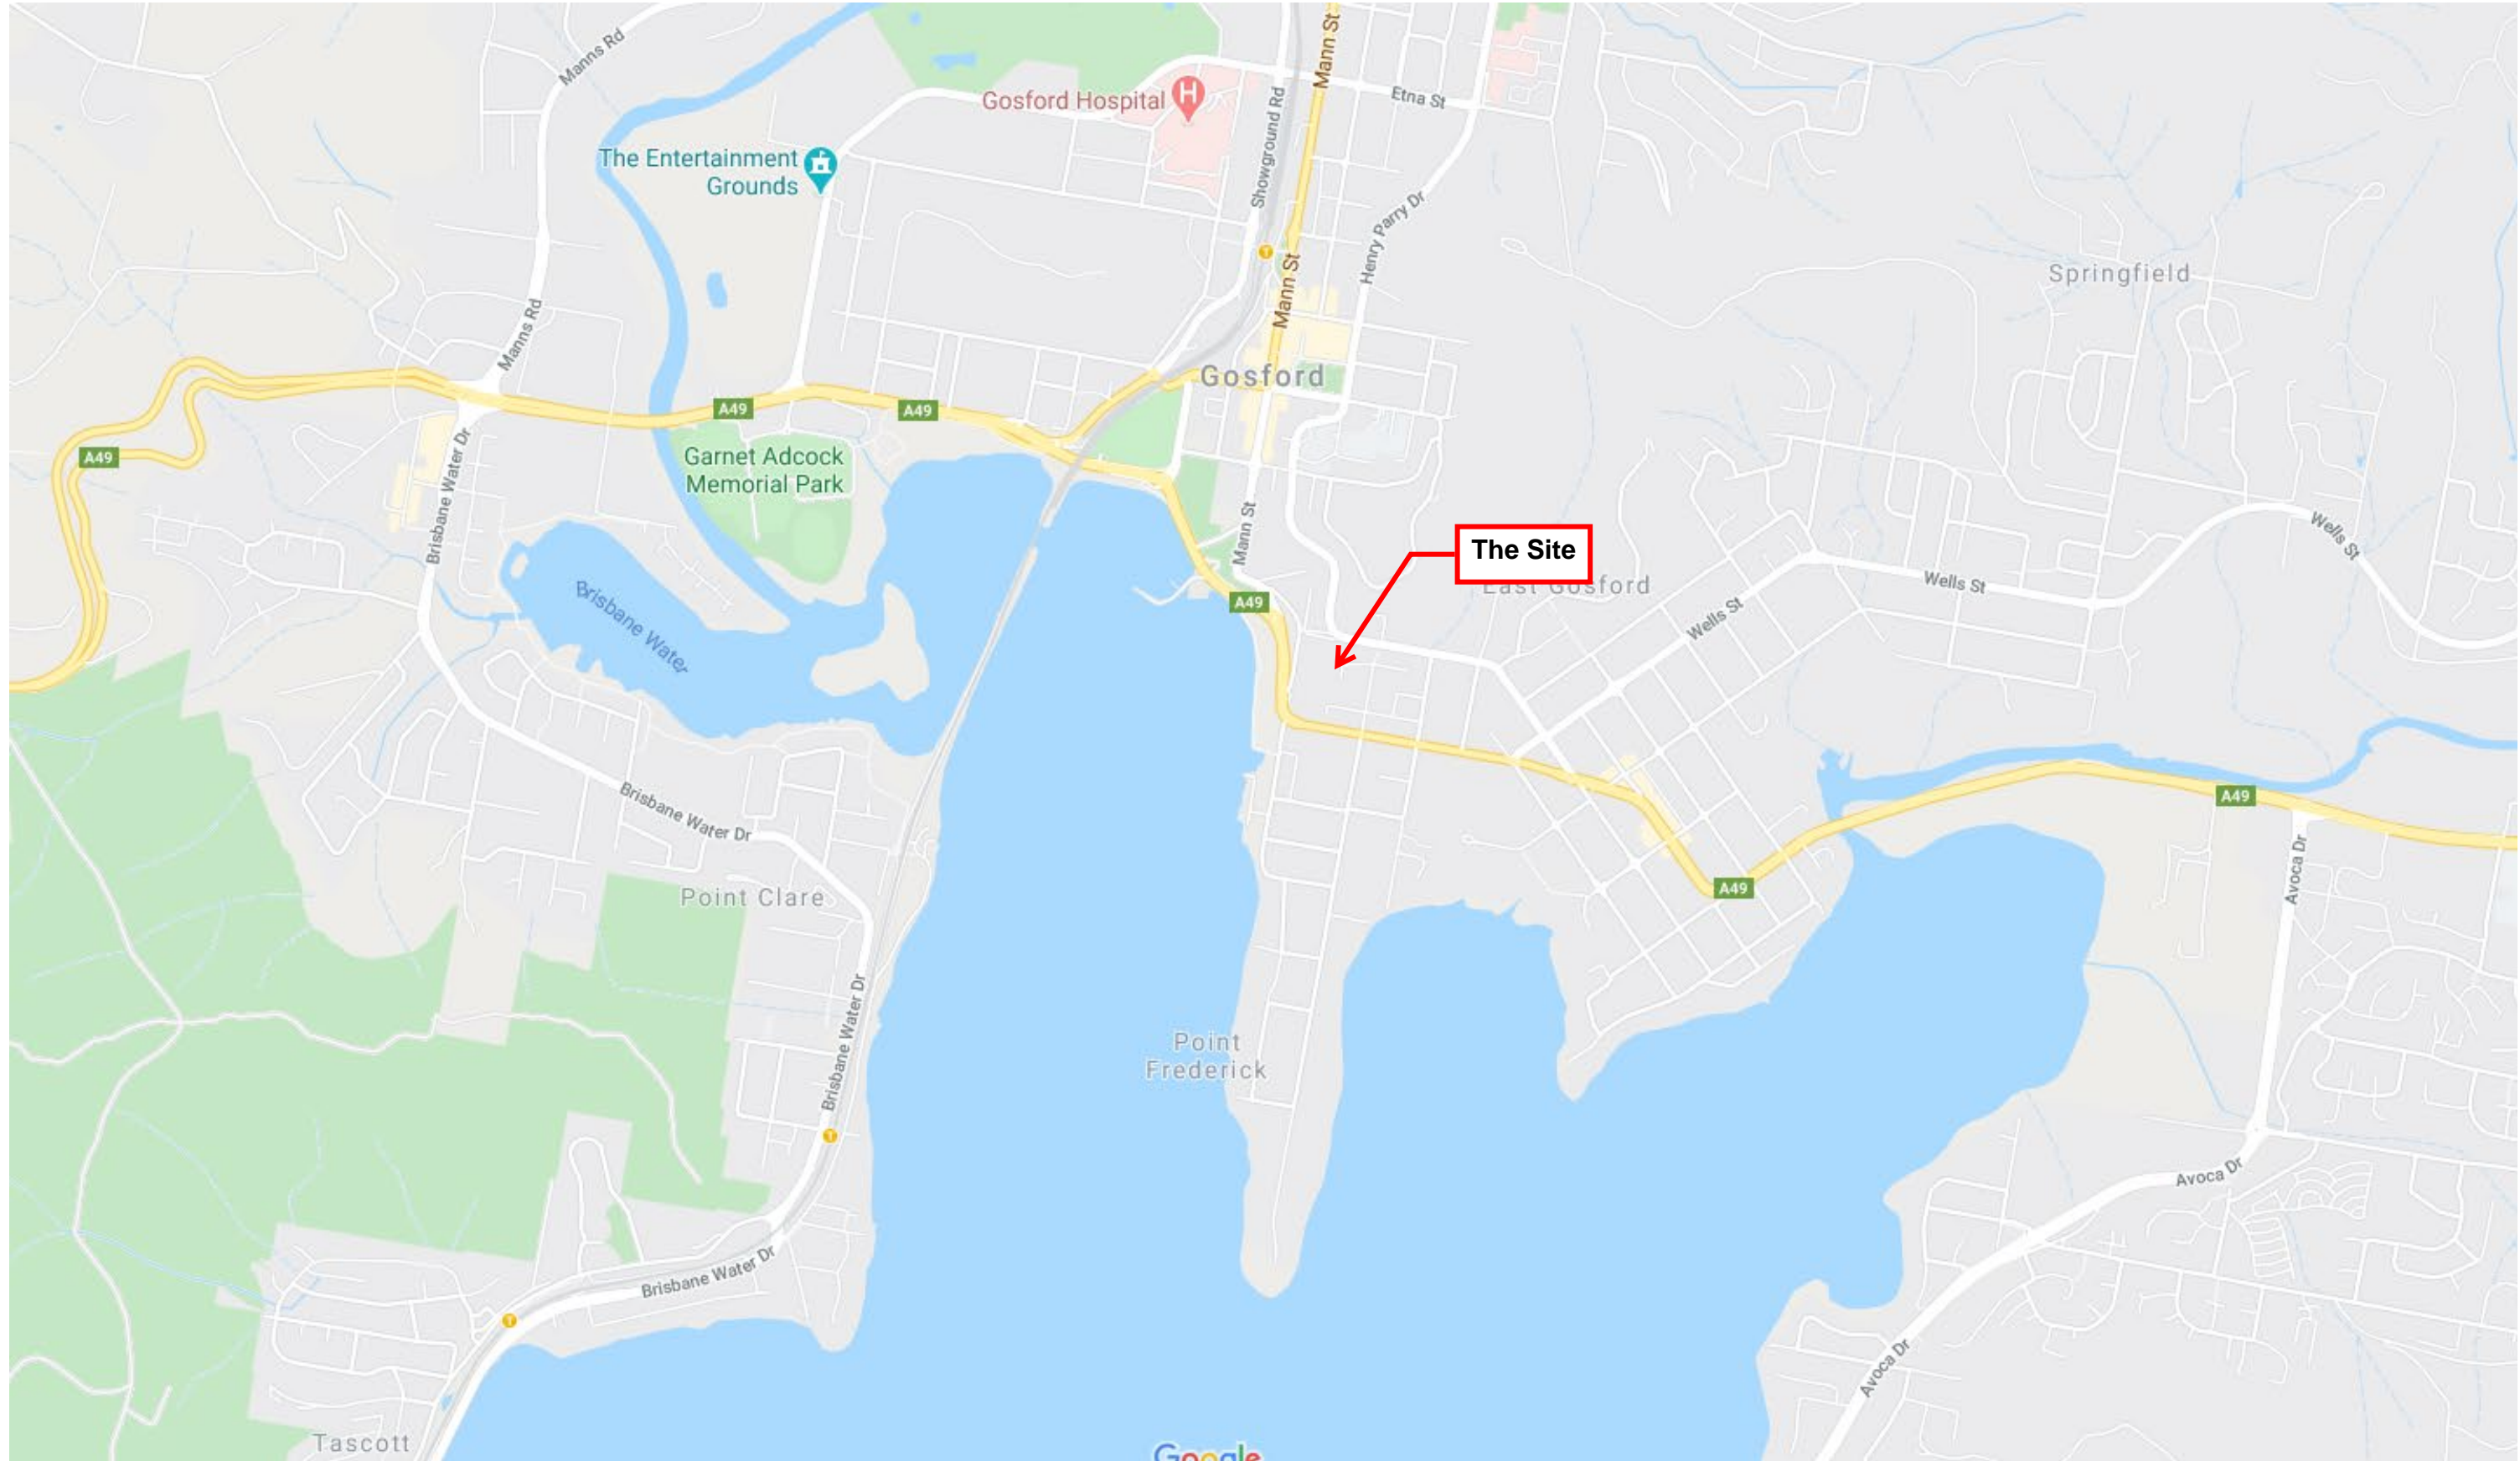 Manns Rd
Mann St
Gosford Hospital
H
Etna St
Showground Rd
The Entertainment
Grounds
Henry Parry Dr
T
Mann St
Springfield
Manns Rd
Gosford
A49
A49
A49
Garnet Adcock
Memorial Park
Brisbane Water Dr
Mann St
Wells St
The Site
East Gosford
Wells St
Brisbane Water
A49
Wells St
Brisbane Water Dr
A49
Point Clare
A49
Avoca Dr
Brisbane Water Dr
Point
Frederick
T
Avoca Dr
Brisbane Water Dr
T
Avoca Dr
Tascott
Google